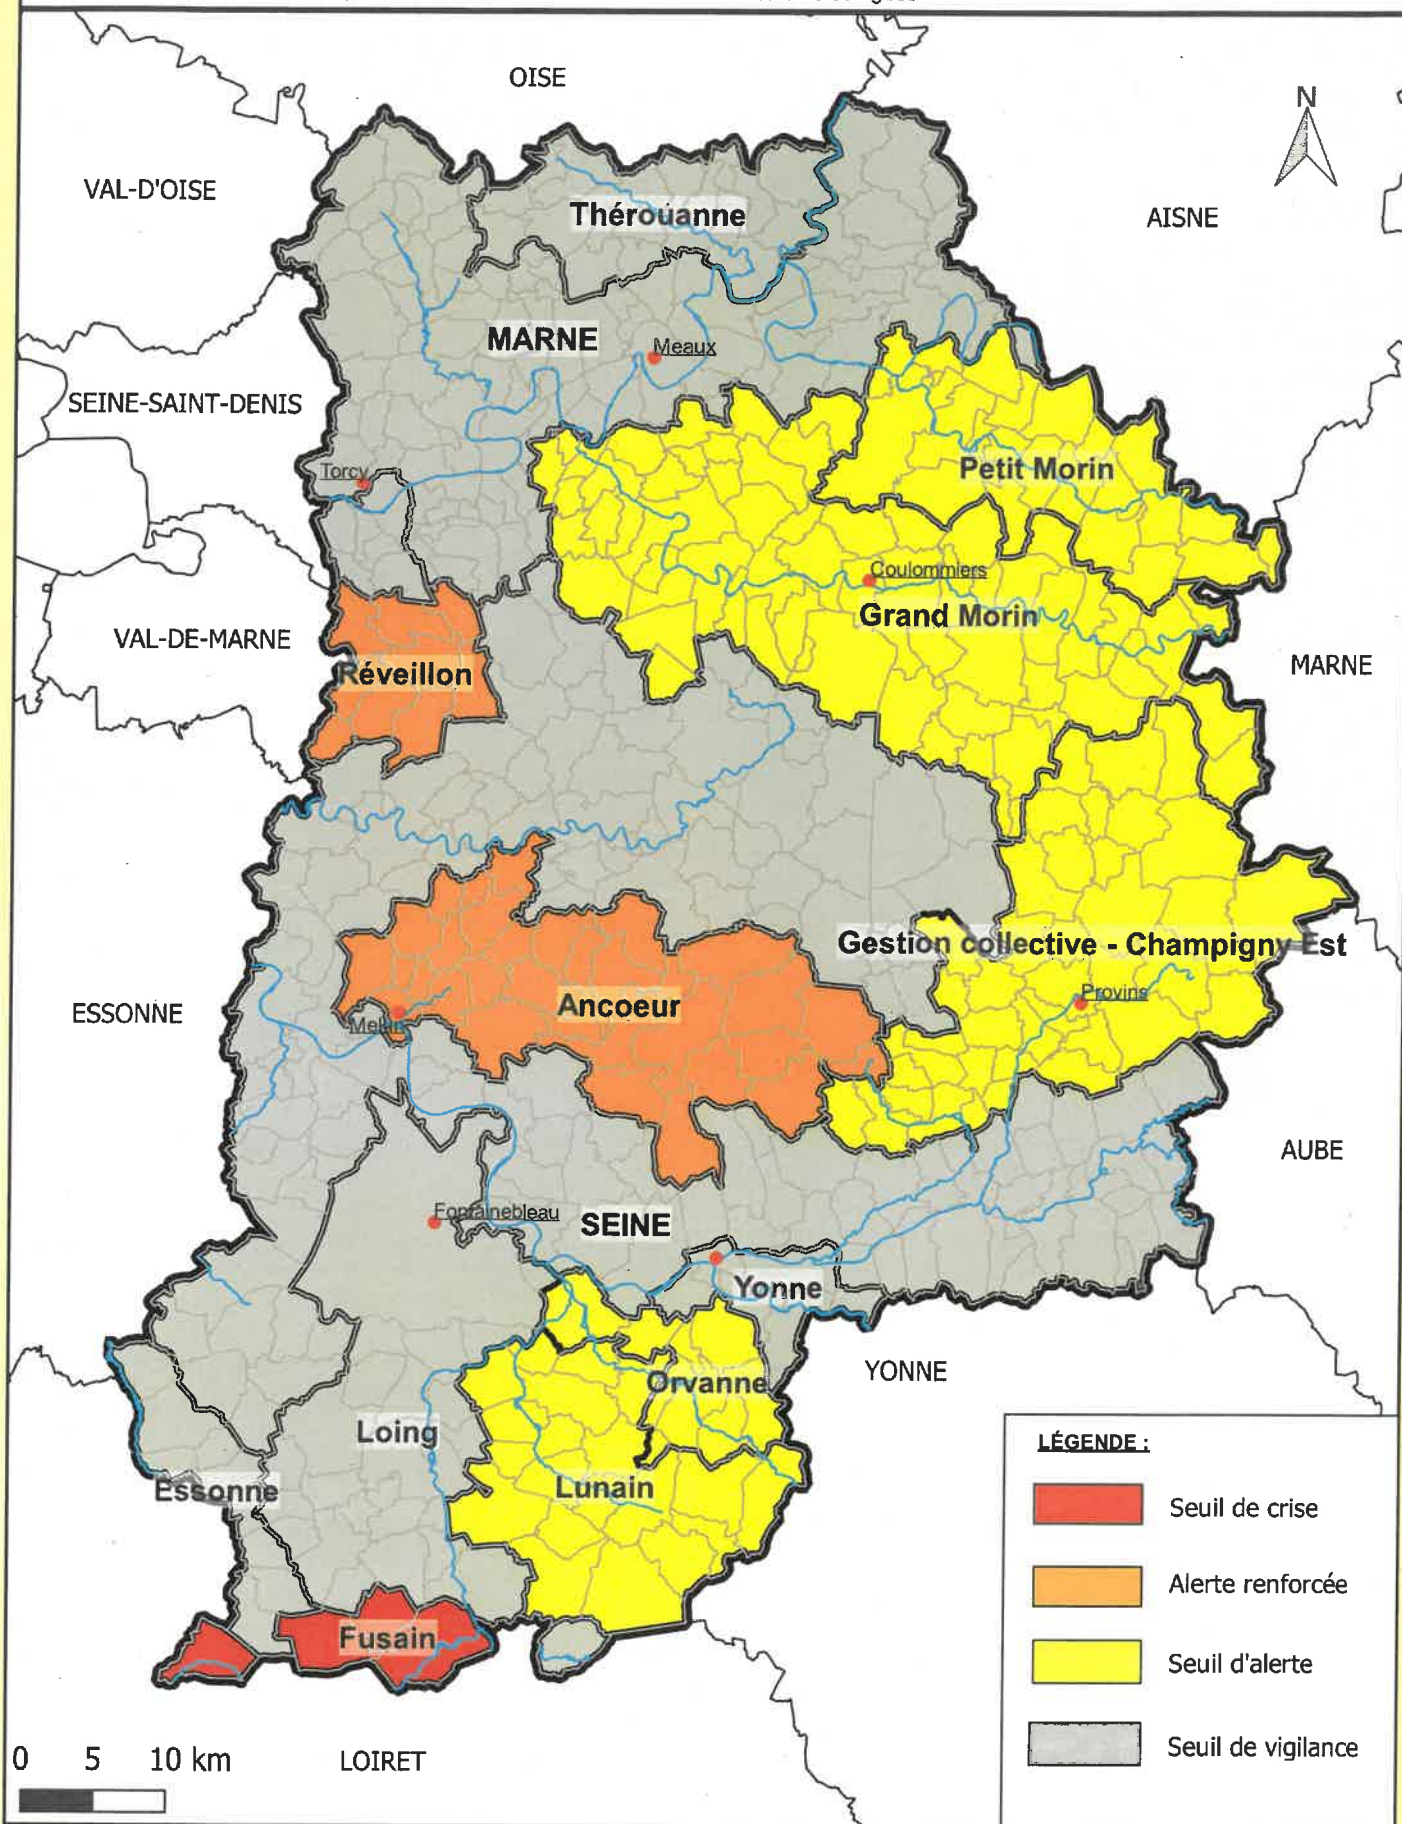 OISE
N
VAL-D'OISE
AISNE
Thérouanne
MARNE
Meaux
SEINE-SAINT-DENIS
Torcy
Petit Morin
Coulommiers
Grand Morin
VAL-DE-MARNE
MARNE
Réveillon
Gestion collective - Champigny Est
Provins
ESSONNE
Ancoeur
Melun
AUBE
Fontainebleau
SEINE
Yonne
YONNE
Orvanne
Loing
Lunain
Essonne
Fusain
LÉGENDE :
Seuil de crise
Alerte renforcée
Seuil d'alerte
Seuil de vigilance
0 5 10 km
LOIRET